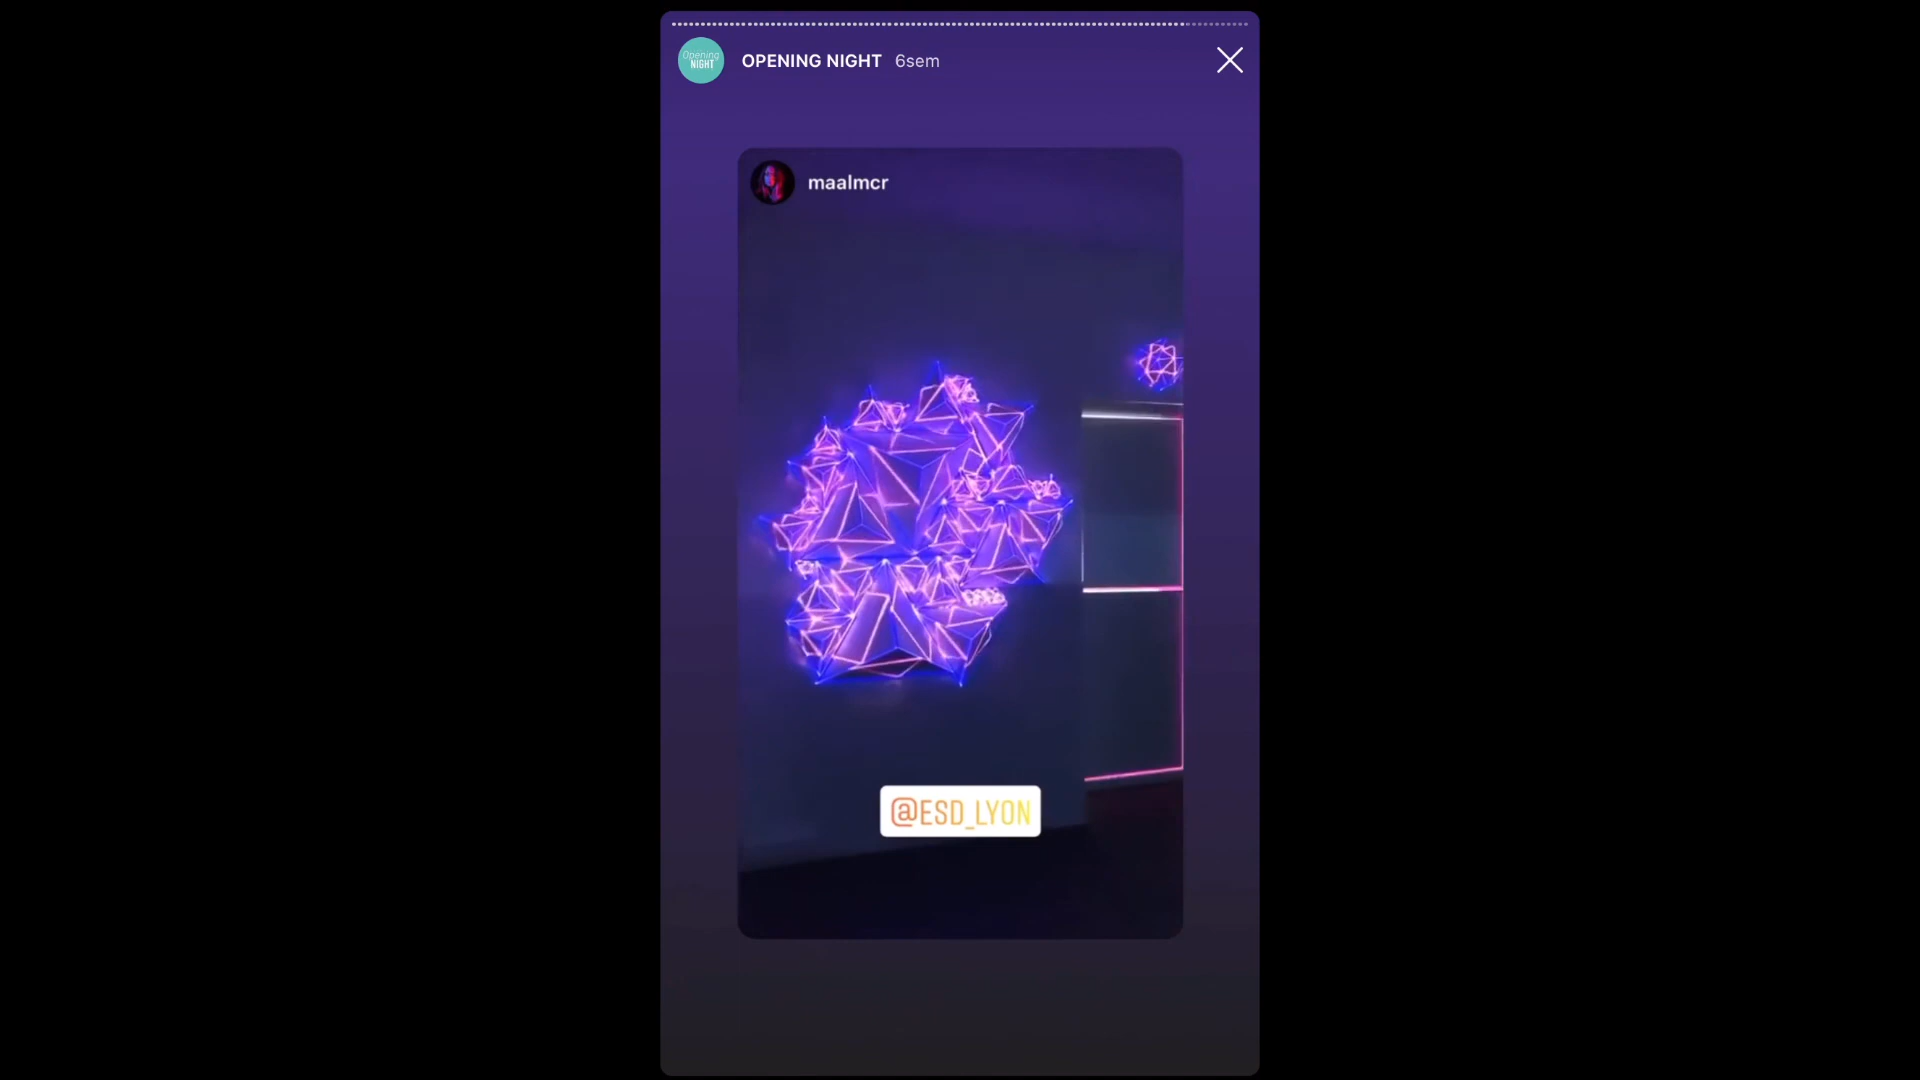 Opening
NIGHT
OPENING NIGHT 6sem
maalmcr
@ESD_LYON